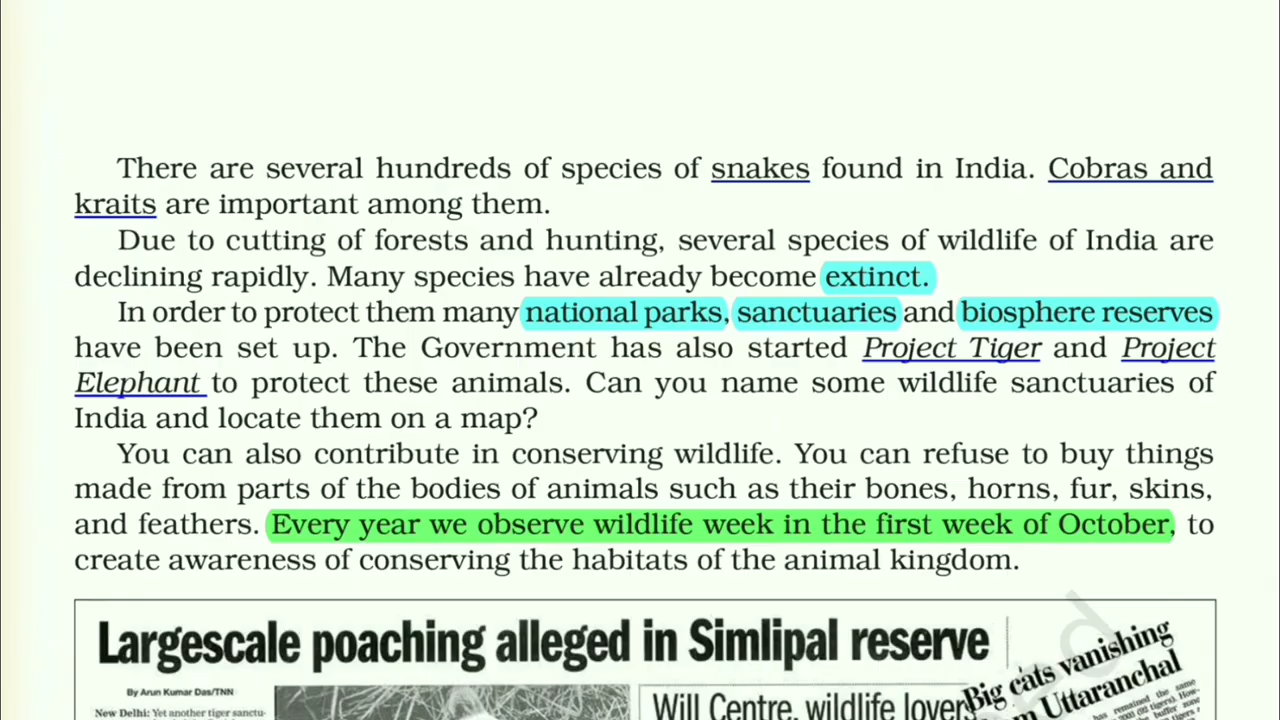 There are several hundreds of species of snakes found in India. Cobras and
kraits are important among them.
Due to cutting of forests and hunting, several species of wildlife of India are
declining rapidly. Many species have already become extinct.
In order to protect them many national parks, sanctuaries and biosphere reserves
have been set up. The Government has also started Project Tiger and Project
Elephant to protect these animals. Can you name some wildlife sanctuaries of
India and locate them on a map?
You can also contribute in conserving wildlife. You can refuse to buy things
made from parts of the bodies of animals such as their bones, horns, fur, skins,
and feathers. Every year we observe wildlife week in the first week of October, to
create awareness of conserving the habitats of the animal kingdom.
Largescale poaching alleged in Simlipal reserve
By Arun Kumar Das/TNN
New Delhi: Yet another tiger sanctu-
Will Centre, wildlife lover
Big cats vanishing
m Uttaranchal
remained the same